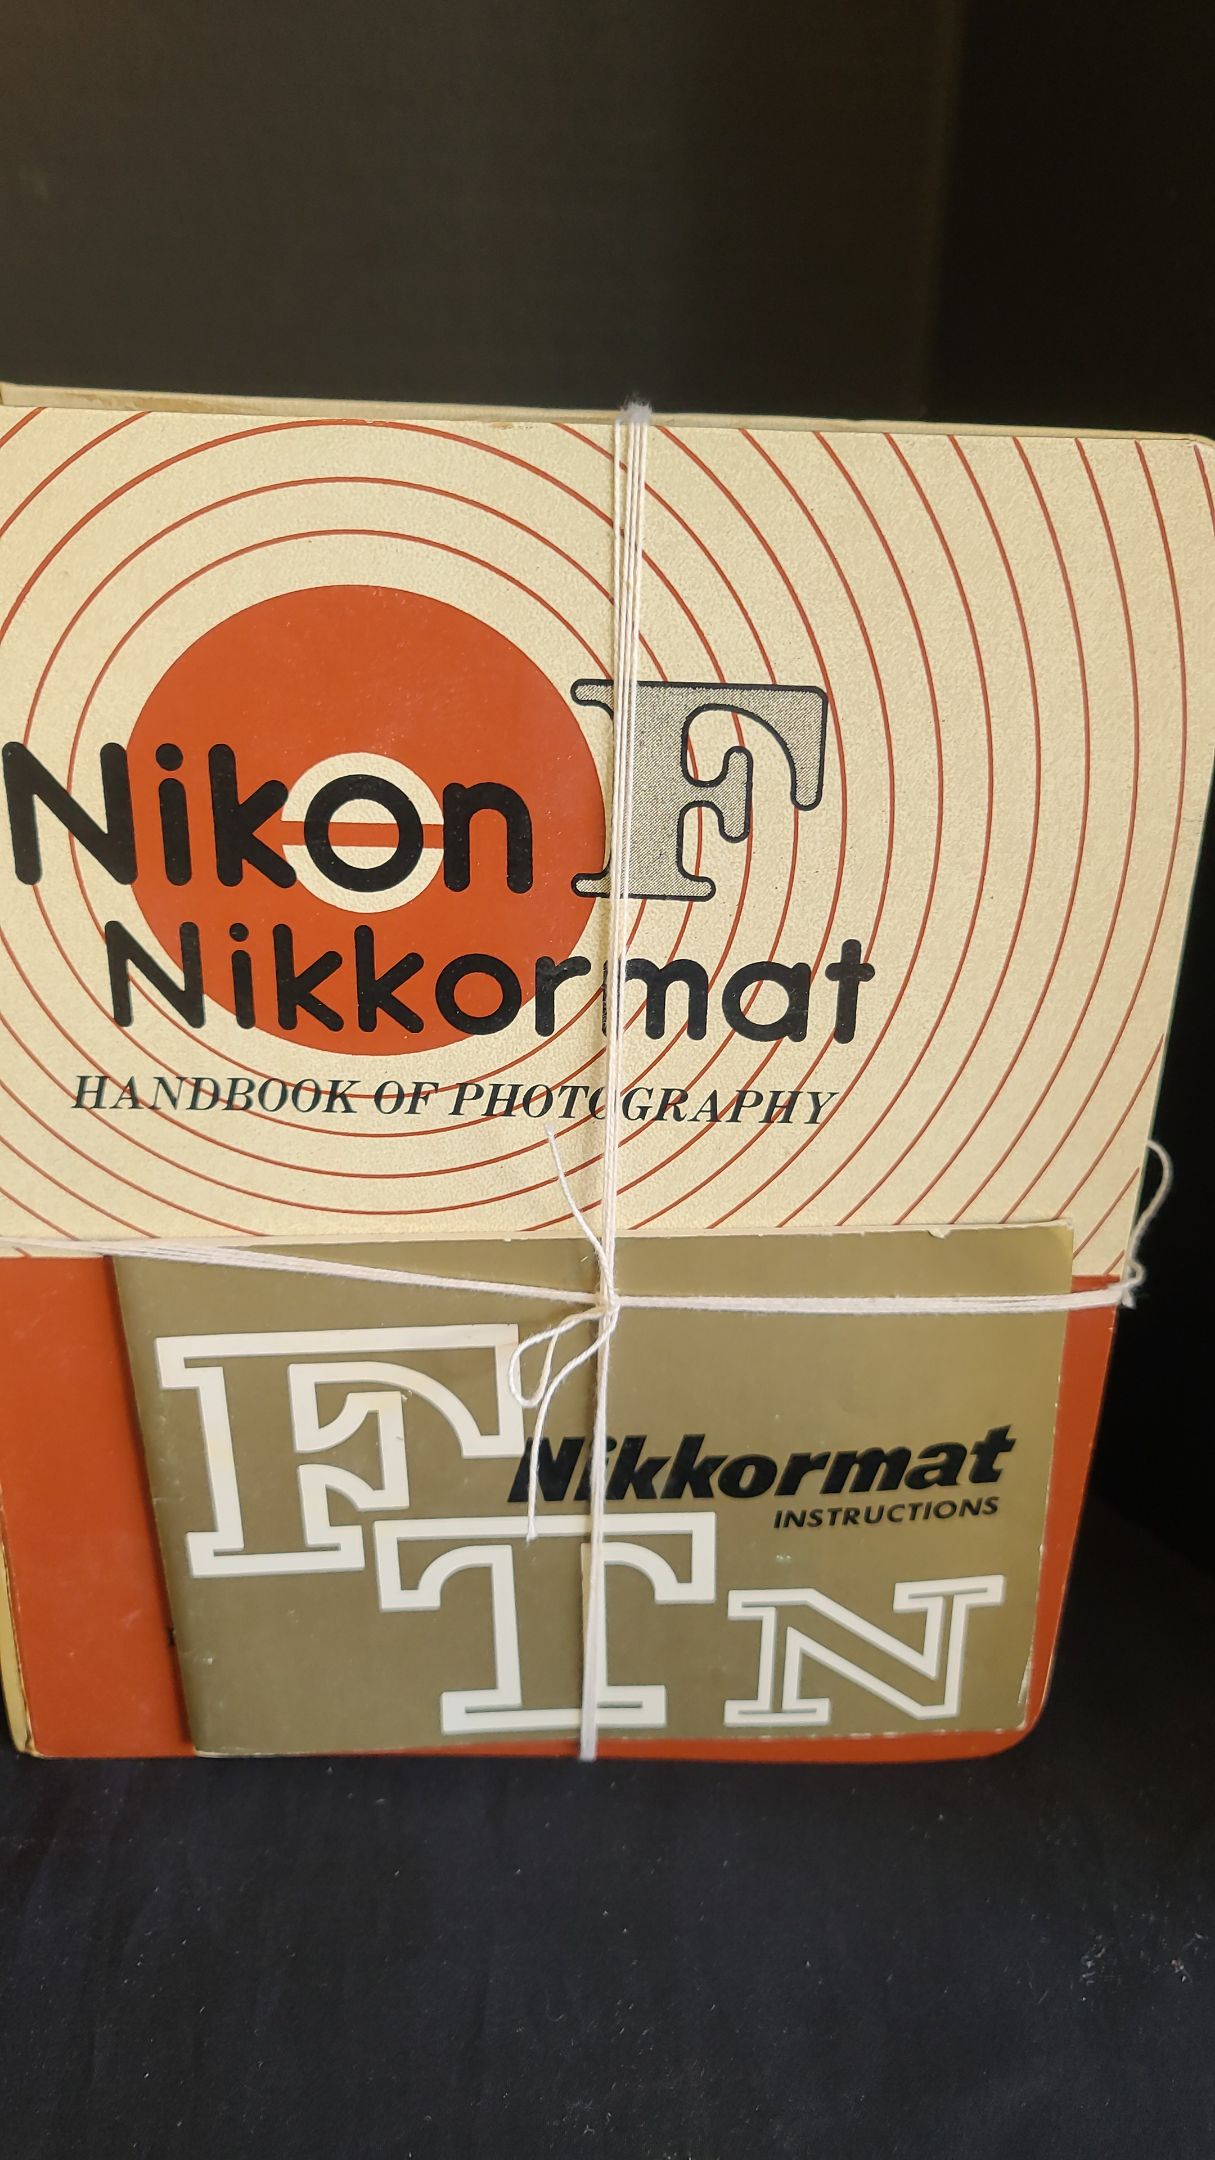 Nikon F
Nikkormat
HANDBOOK OF PHOTOGRAPHY
Nikkormat
INSTRUCTIONS
FTN